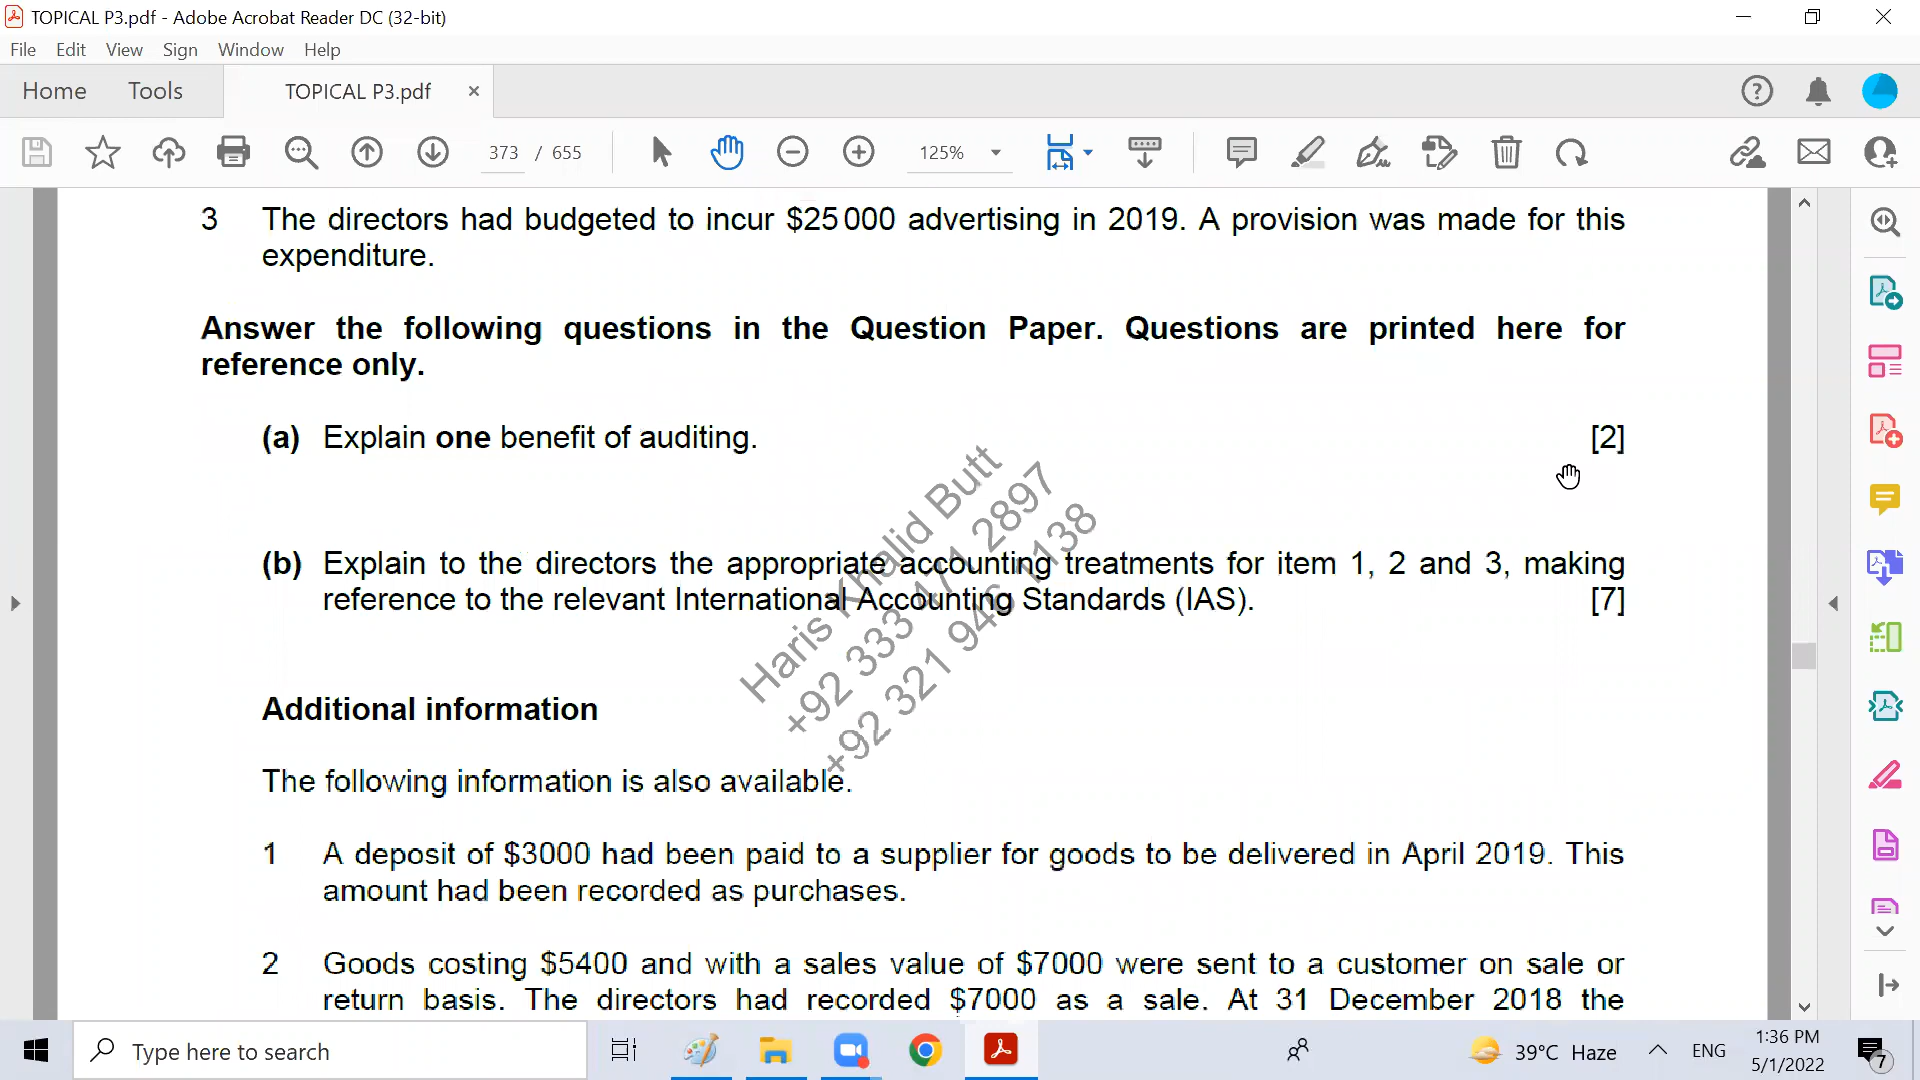 TOPICAL P3.pdf - Adobe Acrobat Reader DC (32-bit)
File Edit View Sign Window Help
Home Tools TOPICAL P3.pdf ×
373 / 655 125%
3 The directors had budgeted to incur $25 000 advertising in 2019. A provision was made for this
expenditure.
Answer the following questions in the Question Paper. Questions are printed here for
reference only.
(a) Explain one benefit of auditing. [2]
(b) Explain to the directors the appropriate accounting treatments for item 1, 2 and 3, making
reference to the relevant International Accounting Standards (IAS). [7]
Haris Khalid Butt
+92 333 471 2897
+92 321 946 1138
Additional information
The following information is also available.
1 A deposit of $3000 had been paid to a supplier for goods to be delivered in April 2019. This
amount had been recorded as purchases.
2 Goods costing $5400 and with a sales value of $7000 were sent to a customer on sale or
return basis. The directors had recorded $7000 as a sale. At 31 December 2018 the
Type here to search
39°C Haze
ENG
1:36 PM
5/1/2022
7